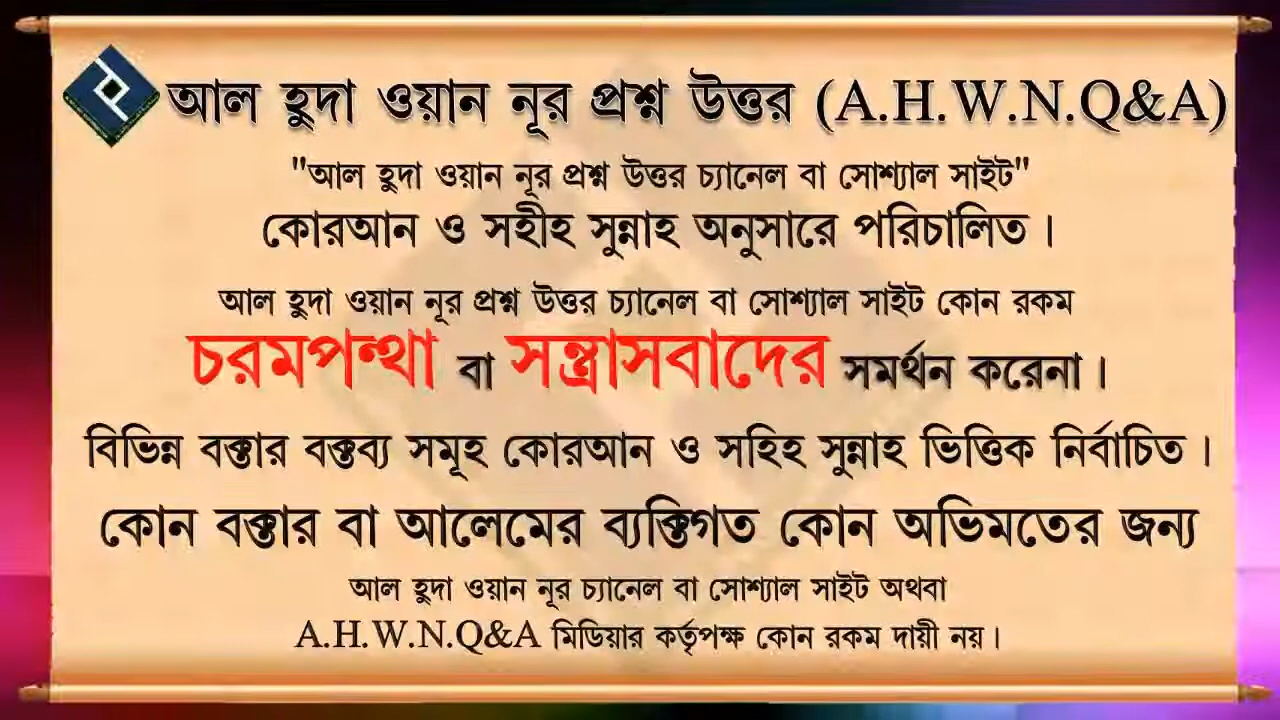 আল হুদা ওয়ান নূর প্রশ্ন উত্তর (A.H.W.N.Q&A)
"আল হুদা ওয়ান নূর প্রশ্ন উত্তর চ্যানেল বা সোশ্যাল সাইট"
কোরআন ও সহীহ সুন্নাহ অনুসারে পরিচালিত ।
আল হুদা ওয়ান নূর প্রশ্ন উত্তর চ্যানেল বা সোশ্যাল সাইট কোন রকম
চরমপন্থা বা সন্ত্রাসবাদের সমর্থন করেনা ।
বিভিন্ন বক্তার বক্তব্য সমূহ কোরআন ও সহিহ সুন্নাহ ভিত্তিক নির্বাচিত ।
কোন বক্তার বা আলেমের ব্যক্তিগত কোন অভিমতের জন্য
আল হুদা ওয়ান নূর চ্যানেল বা সোশ্যাল সাইট অথবা
A.H.W.N.Q&A মিডিয়ার কর্তৃপক্ষ কোন রকম দায়ী নয় ।